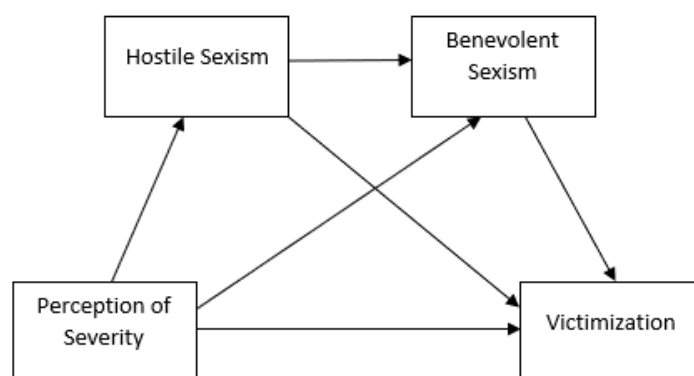 Hostile Sexism
Benevolent
Sexism
Perception of
Severity
Victimization